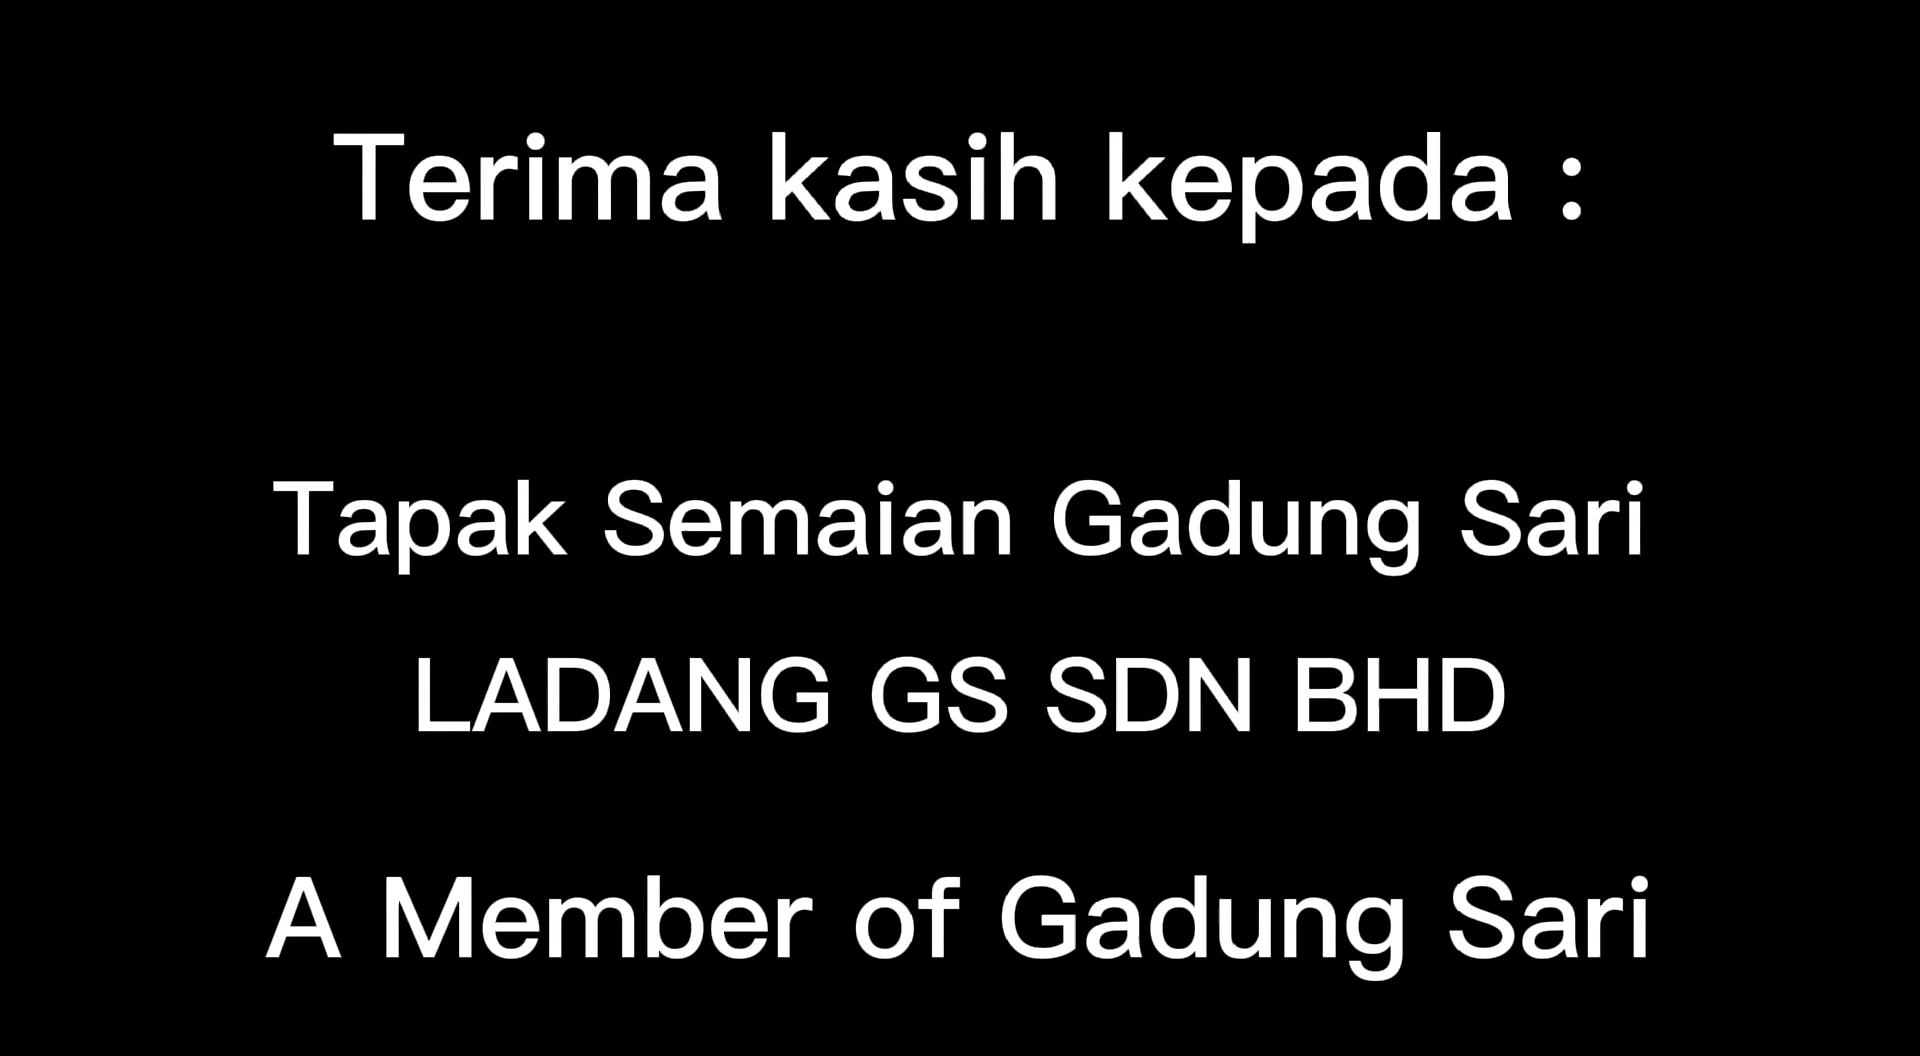 Terima kasih kepada :
Tapak Semaian Gadung Sari
LADANG GS SDN BHD
A Member of Gadung Sari